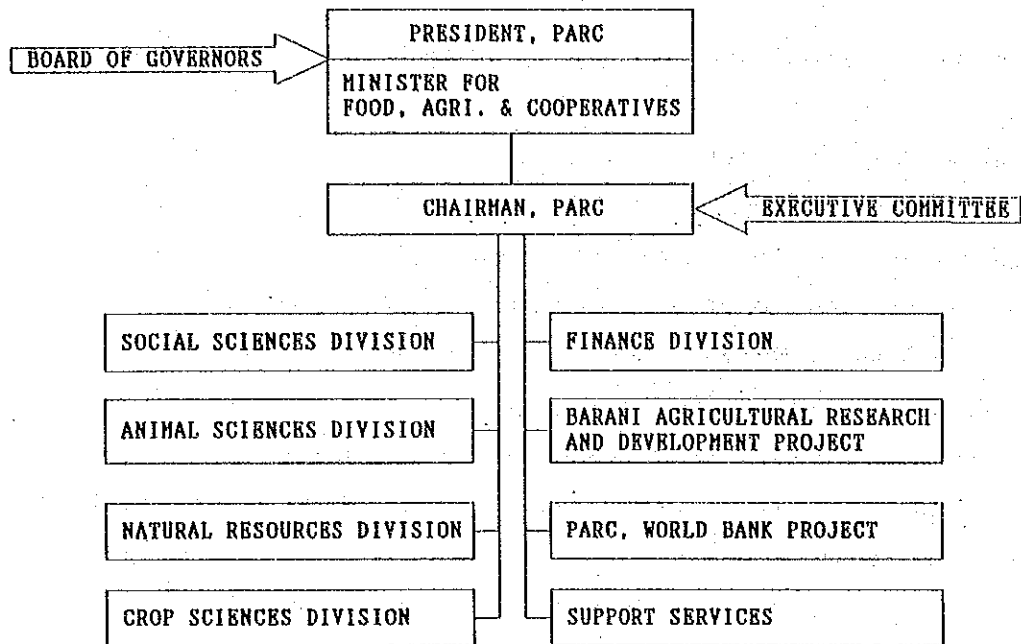 PRESIDENT, PARC
BOARD OF GOVERNORS
MINISTER FOR
FOOD, AGRI. & COOPERATIVES
CHAIRMAN, PARC
EXECUTIVE COMMITTEE
SOCIAL SCIENCES DIVISION
FINANCE DIVISION
ANIMAL SCIENCES DIVISION
BARANI AGRICULTURAL RESEARCH
AND DEVELOPMENT PROJECT
NATURAL RESOURCES DIVISION
PARC, WORLD BANK PROJECT
CROP SCIENCES DIVISION
SUPPORT SERVICES